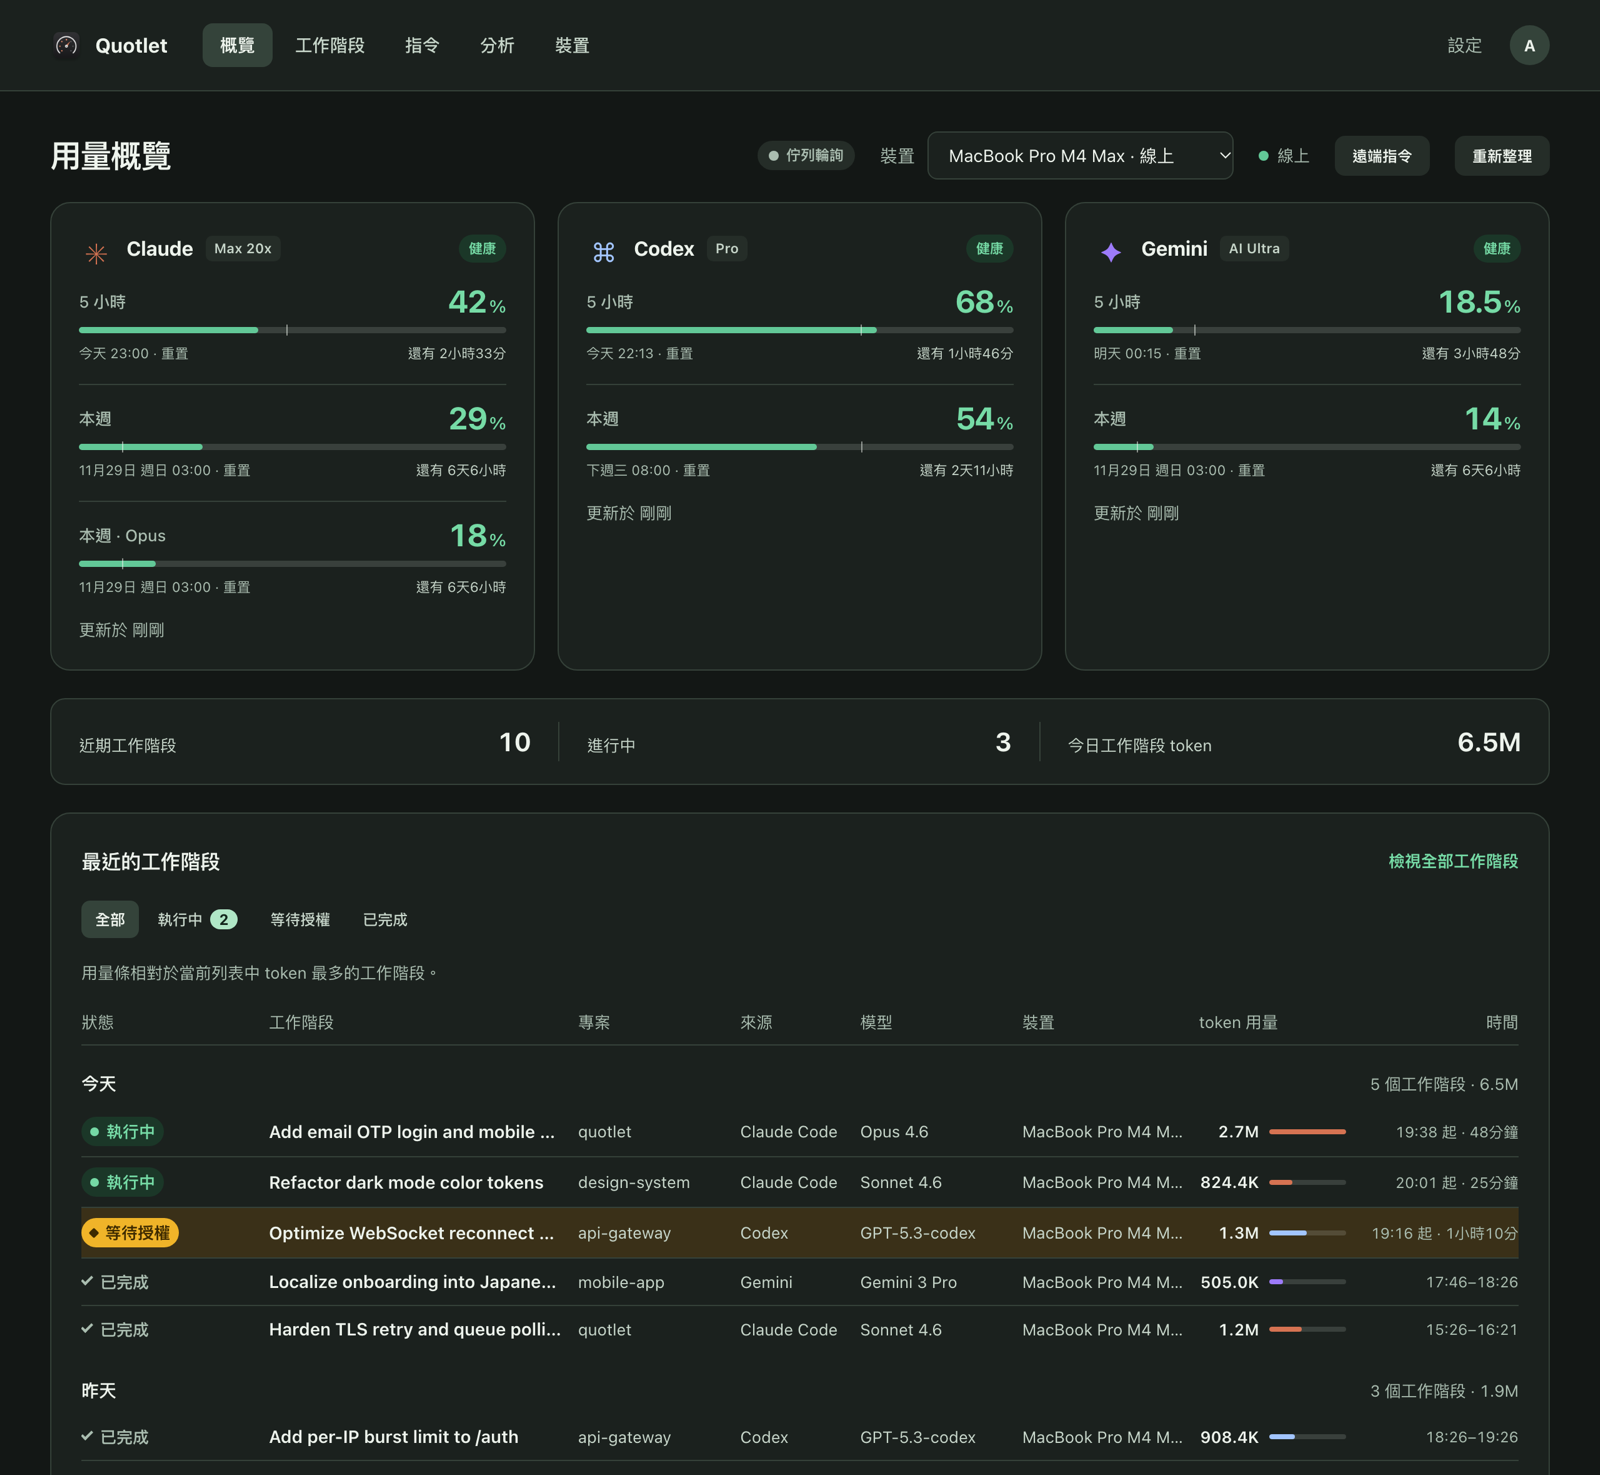 Quotlet 概覽 工作階段 指令 分析 裝置 設定 A
用量概覽 佇列輪詢 裝置 MacBook Pro M4 Max · 線上 線上 遠端指令 重新整理
Claude Max 20x 健康
5 小時 42%
今天 23:00 · 重置 還有 2小時33分
本週 29%
11月29日 週日 03:00 · 重置 還有 6天6小時
本週 · Opus 18%
11月29日 週日 03:00 · 重置 還有 6天6小時
更新於 剛剛
Codex Pro 健康
5 小時 68%
今天 22:13 · 重置 還有 1小時46分
本週 54%
下週三 08:00 · 重置 還有 2天11小時
更新於 剛剛
Gemini AI Ultra 健康
5 小時 18.5%
明天 00:15 · 重置 還有 3小時48分
本週 14%
11月29日 週日 03:00 · 重置 還有 6天6小時
更新於 剛剛
近期工作階段 10 進行中 3 今日工作階段 token 6.5M
最近的工作階段 檢視全部工作階段
全部 執行中 2 等待授權 已完成
用量條相對於當前列表中 token 最多的工作階段。
狀態 工作階段 專案 來源 模型 裝置 token 用量 時間
今天 5 個工作階段 · 6.5M
執行中 Add email OTP login and mobile ... quotlet Claude Code Opus 4.6 MacBook Pro M4 M... 2.7M 19:38 起 · 48分鐘
執行中 Refactor dark mode color tokens design-system Claude Code Sonnet 4.6 MacBook Pro M4 M... 824.4K 20:01 起 · 25分鐘
等待授權 Optimize WebSocket reconnect ... api-gateway Codex GPT-5.3-codex MacBook Pro M4 M... 1.3M 19:16 起 · 1小時10分
已完成 Localize onboarding into Japane... mobile-app Gemini Gemini 3 Pro MacBook Pro M4 M... 505.0K 17:46–18:26
已完成 Harden TLS retry and queue polli... quotlet Claude Code Sonnet 4.6 MacBook Pro M4 M... 1.2M 15:26–16:21
昨天 3 個工作階段 · 1.9M
已完成 Add per-IP burst limit to /auth api-gateway Codex GPT-5.3-codex MacBook Pro M4 M... 908.4K 18:26–19:26